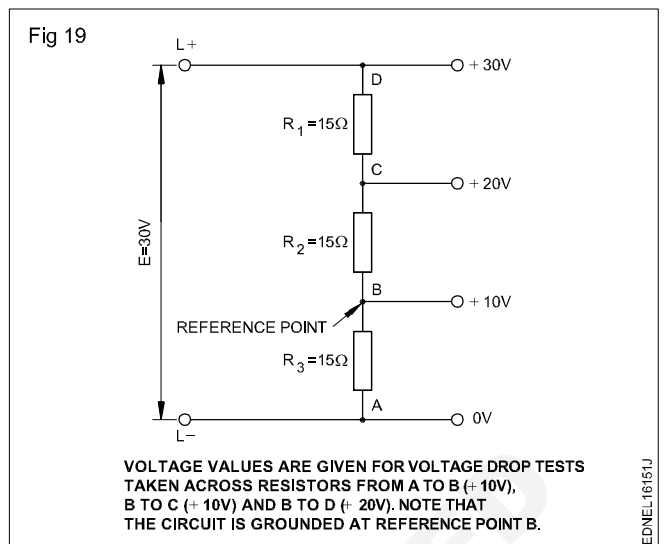 Fig 19
L+
+ 30V
D
R1=15Ω
C
+ 20V
E=30V
R2=15Ω
B
+ 10V
REFERENCE POINT
R3=15Ω
A
0V
L–
VOLTAGE VALUES ARE GIVEN FOR VOLTAGE DROP TESTS
TAKEN ACROSS RESISTORS FROM A TO B (+ 10V),
B TO C (+ 10V) AND B TO D (+ 20V). NOTE THAT
THE CIRCUIT IS GROUNDED AT REFERENCE POINT B.
EDNEL16151J